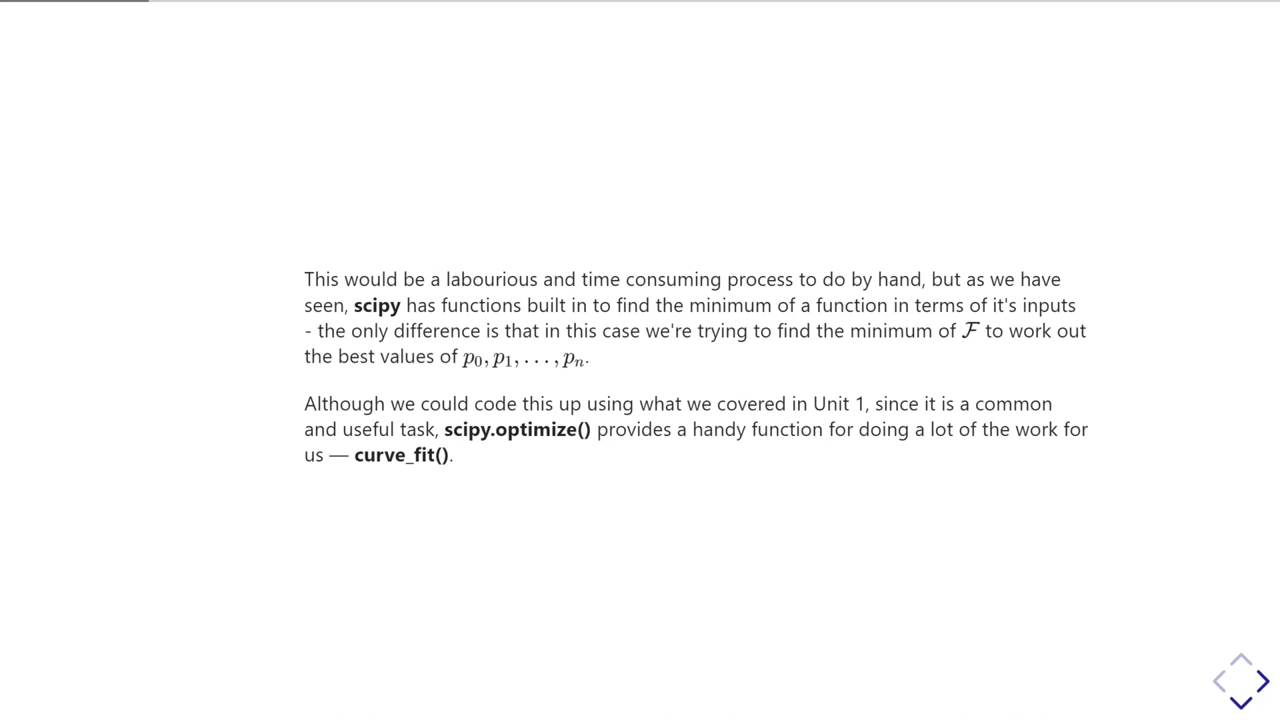 This would be a labourious and time consuming process to do by hand, but as we have
seen, scipy has functions built in to find the minimum of a function in terms of it's inputs
- the only difference is that in this case we're trying to find the minimum of ℱ to work out
the best values of p₀, p₁, . . . , pₙ.
Although we could code this up using what we covered in Unit 1, since it is a common
and useful task, scipy.optimize() provides a handy function for doing a lot of the work for
us — curve_fit().